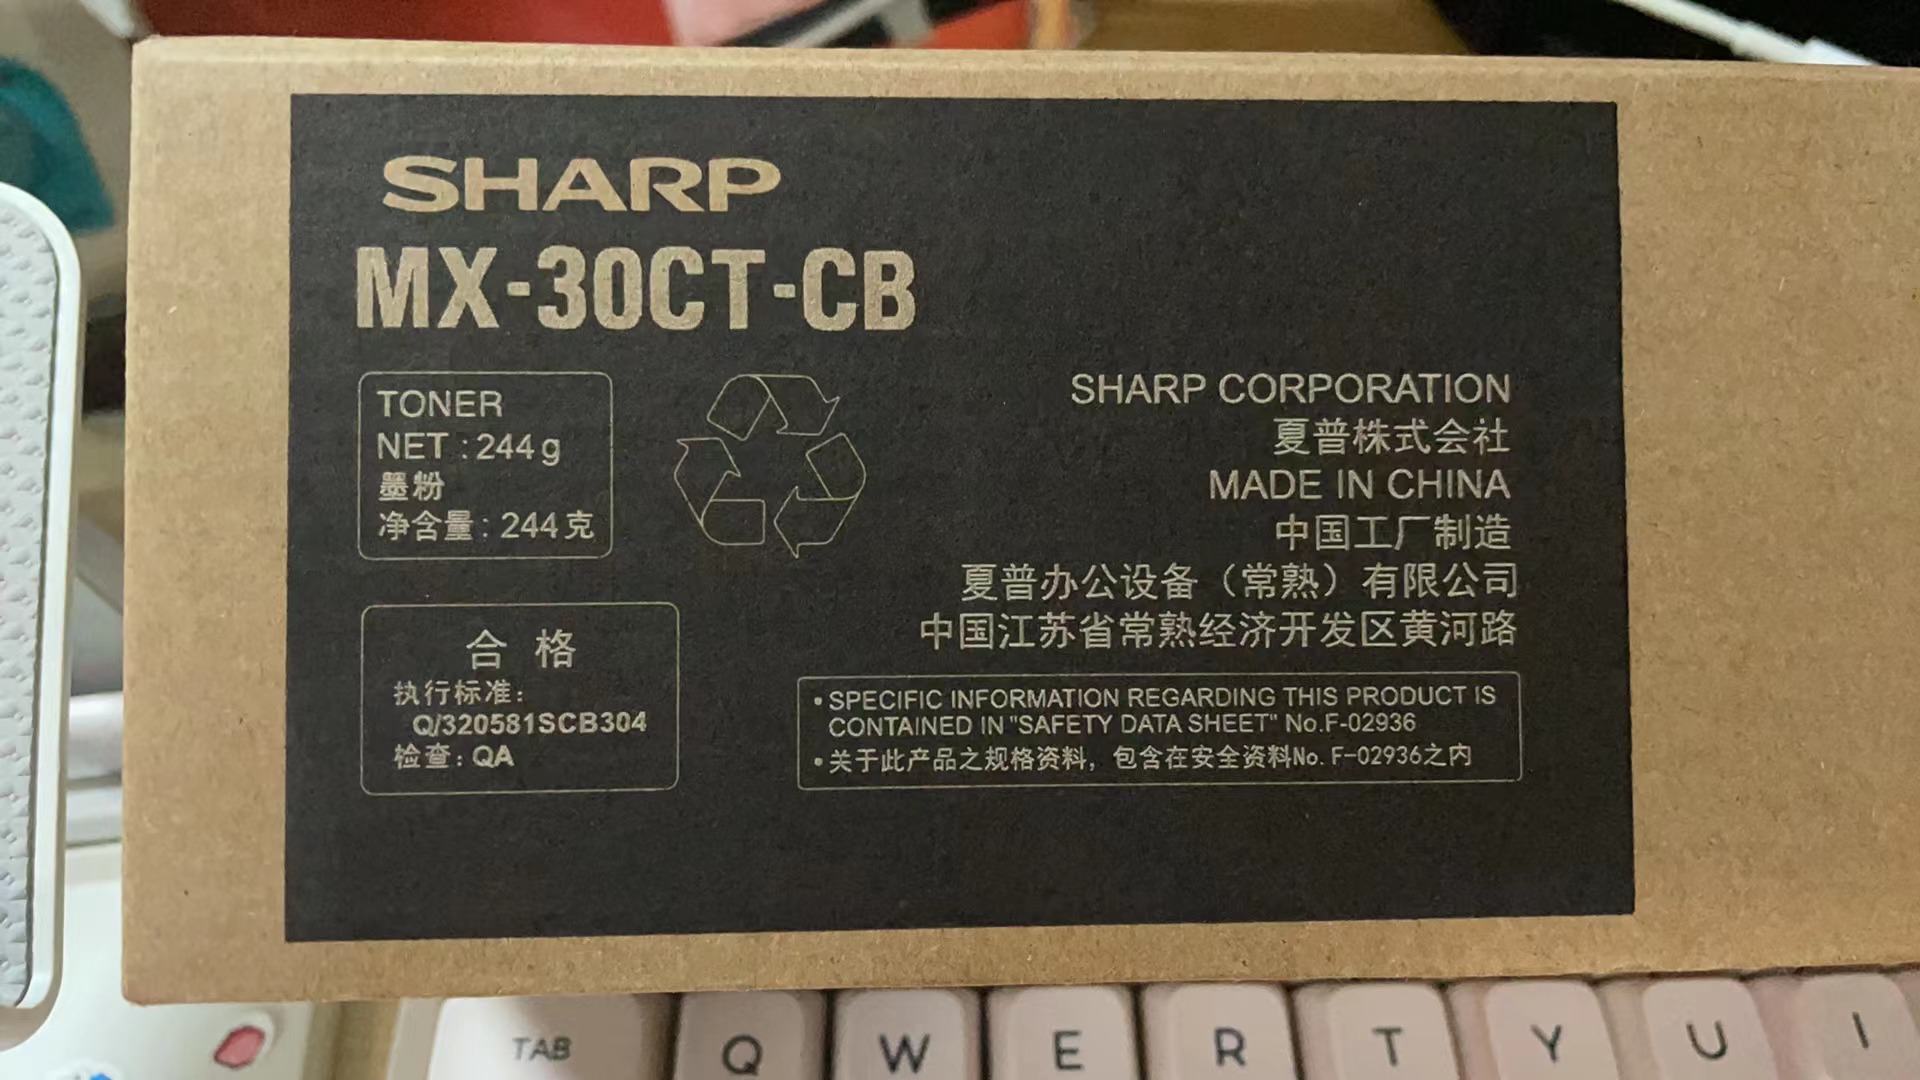 SHARP
MX-30CT-CB
TONER
NET : 244g
墨粉
净含量: 244克
合 格
执行标准:
Q/320581SCB304
检查: QA
SHARP CORPORATION
夏普株式会社
MADE IN CHINA
中国工厂制造
夏普办公设备（常熟）有限公司
中国江苏省常熟经济开发区黄河路
• SPECIFIC INFORMATION REGARDING THIS PRODUCT IS
CONTAINED IN "SAFETY DATA SHEET" No.F-02936
• 关于此产品之规格资料，包含在安全资料No. F-02936之内
TAB Q W E R T Y U I